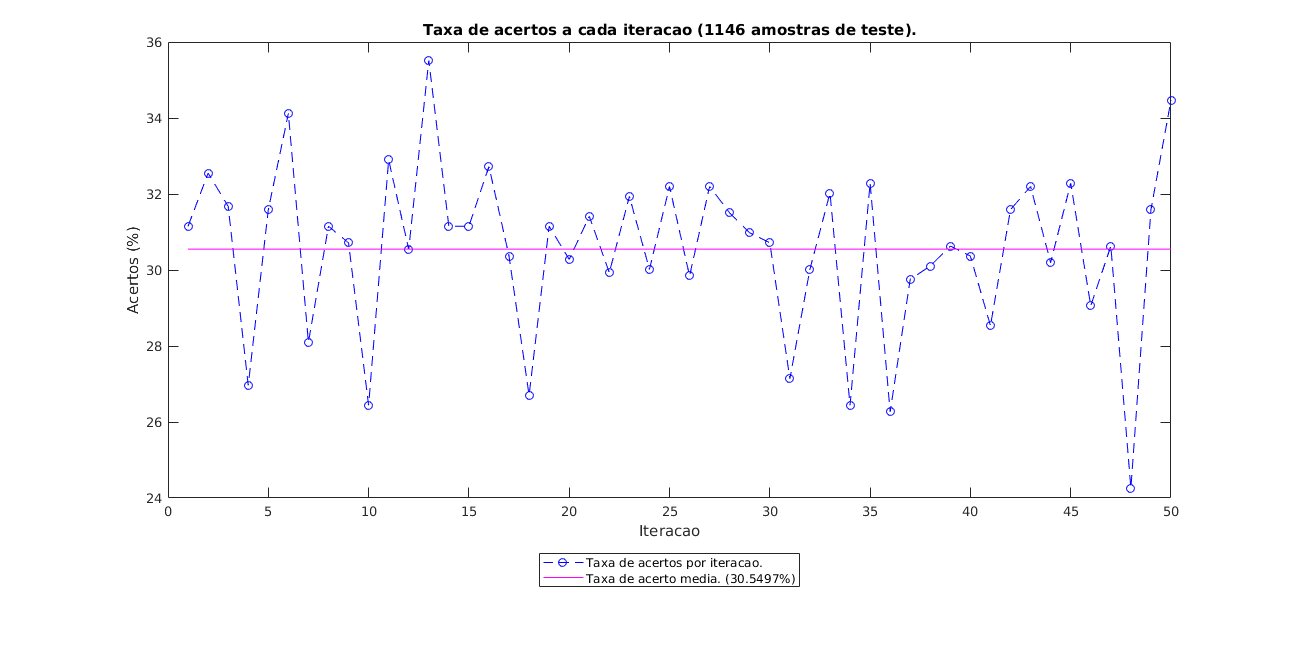 Taxa de acertos a cada iteracao (1146 amostras de teste).
36
34
32
30
28
26
24
Acertos (%)
0 5 10 15 20 25 30 35 40 45 50
Iteracao
Taxa de acertos por iteracao.
Taxa de acerto media. (30.5497%)